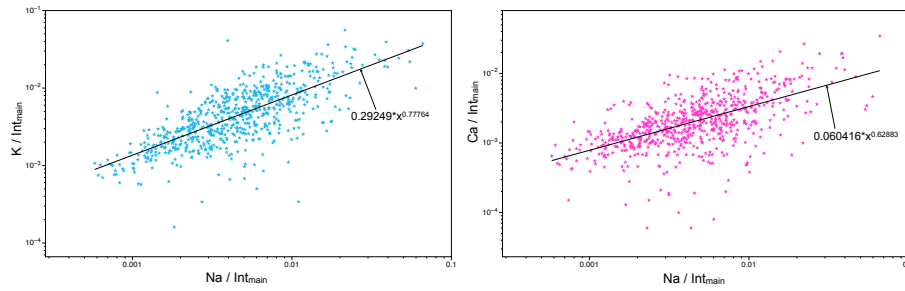 10⁻¹
10⁻²
10⁻³
10⁻⁴
K / Int_main
0.29249*x^0.77764
0.001
0.01
0.1
Na / Int_main
10⁻²
10⁻³
10⁻⁴
Ca / Int_main
0.060416*x^0.62883
0.001
0.01
Na / Int_main